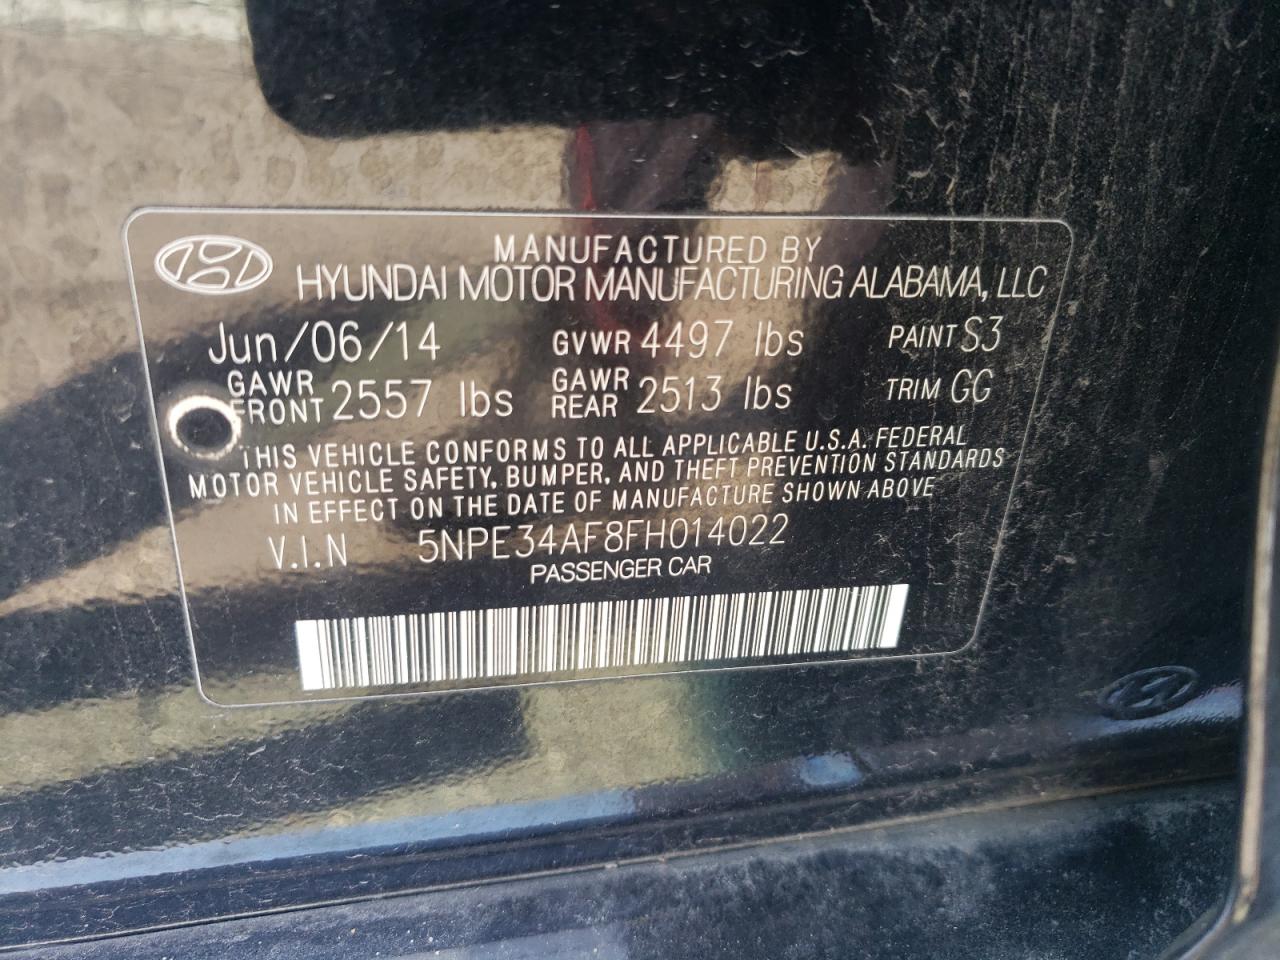 MANUFACTURED BY
HYUNDAI MOTOR MANUFACTURING ALABAMA, LLC
Jun/06/14 GVWR 4497 lbs PAINT S3
GAWR FRONT 2557 lbs GAWR REAR 2513 lbs TRIM GG
THIS VEHICLE CONFORMS TO ALL APPLICABLE U.S.A. FEDERAL
MOTOR VEHICLE SAFETY, BUMPER, AND THEFT PREVENTION STANDARDS
IN EFFECT ON THE DATE OF MANUFACTURE SHOWN ABOVE
V.I.N 5NPE34AF8FH014022
PASSENGER CAR